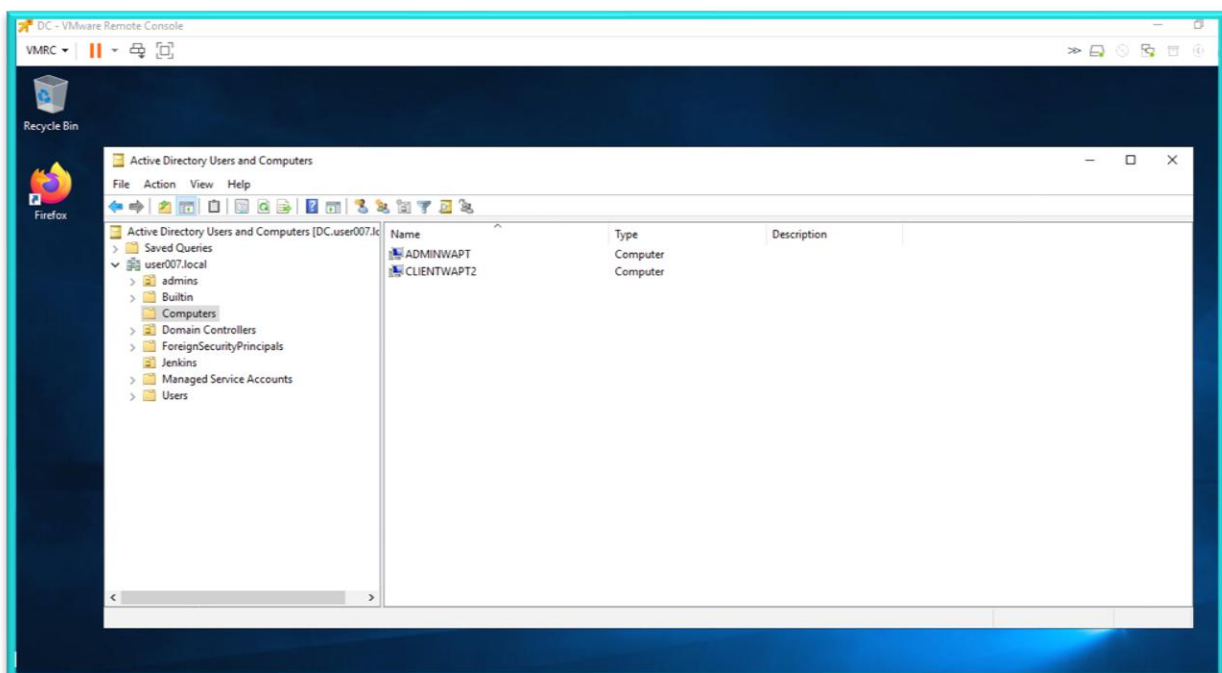 DC - VMware Remote Console
VMRC
Recycle Bin
Firefox
Active Directory Users and Computers
File Action View Help
Active Directory Users and Computers [DC.user007.lc
Saved Queries
user007.local
admins
Builtin
Computers
Domain Controllers
ForeignSecurityPrincipals
Jenkins
Managed Service Accounts
Users
Name Type Description
ADMINWAPT Computer
CLIENTWAPT2 Computer